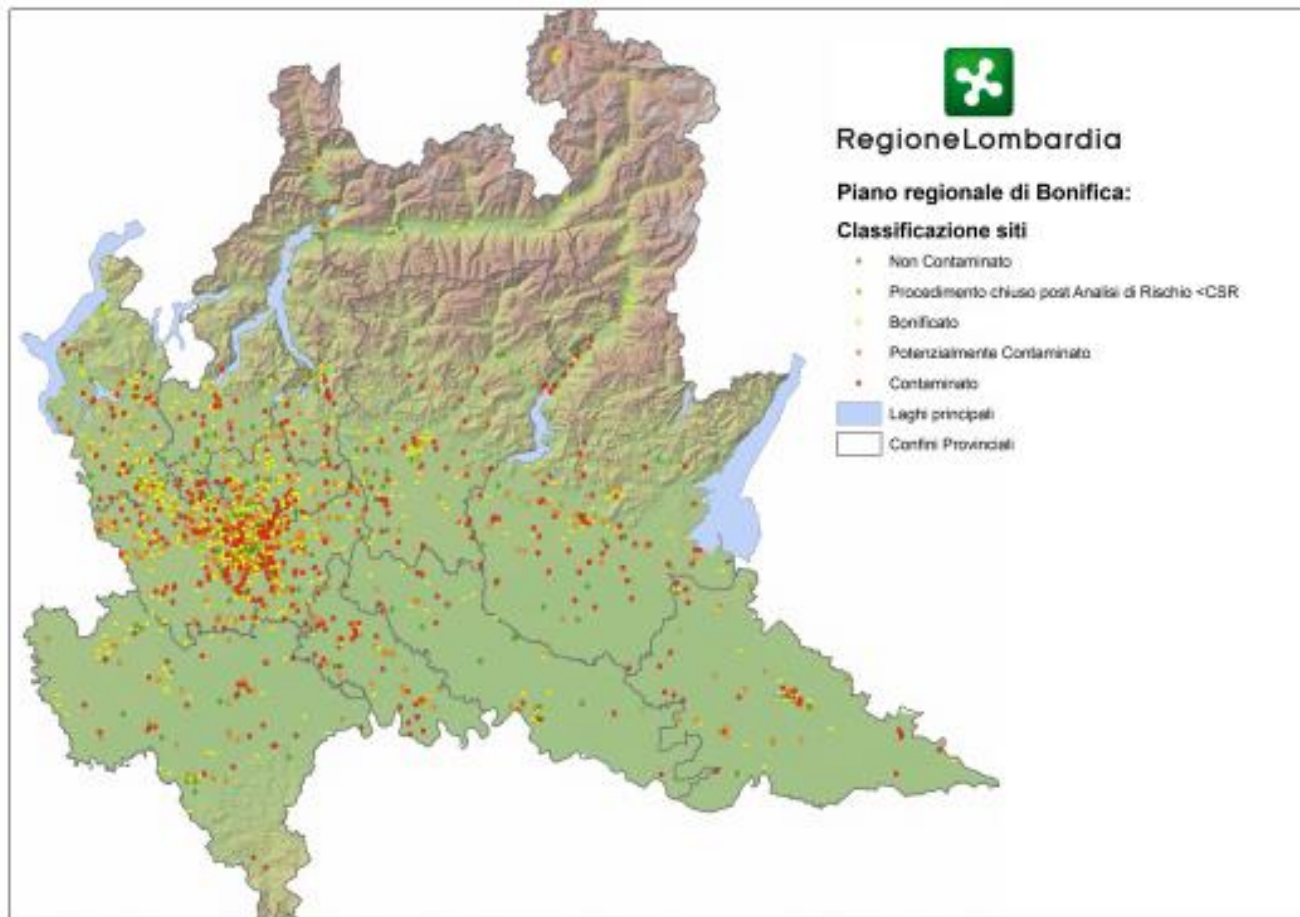 RegioneLombardia
Piano regionale di Bonifica:
Classificazione siti
Non Contaminato
Procedimento chiuso post Analisi di Rischio <CSR
Bonificato
Potenzialmente Contaminato
Contaminato
Laghi principali
Confini Provinciali